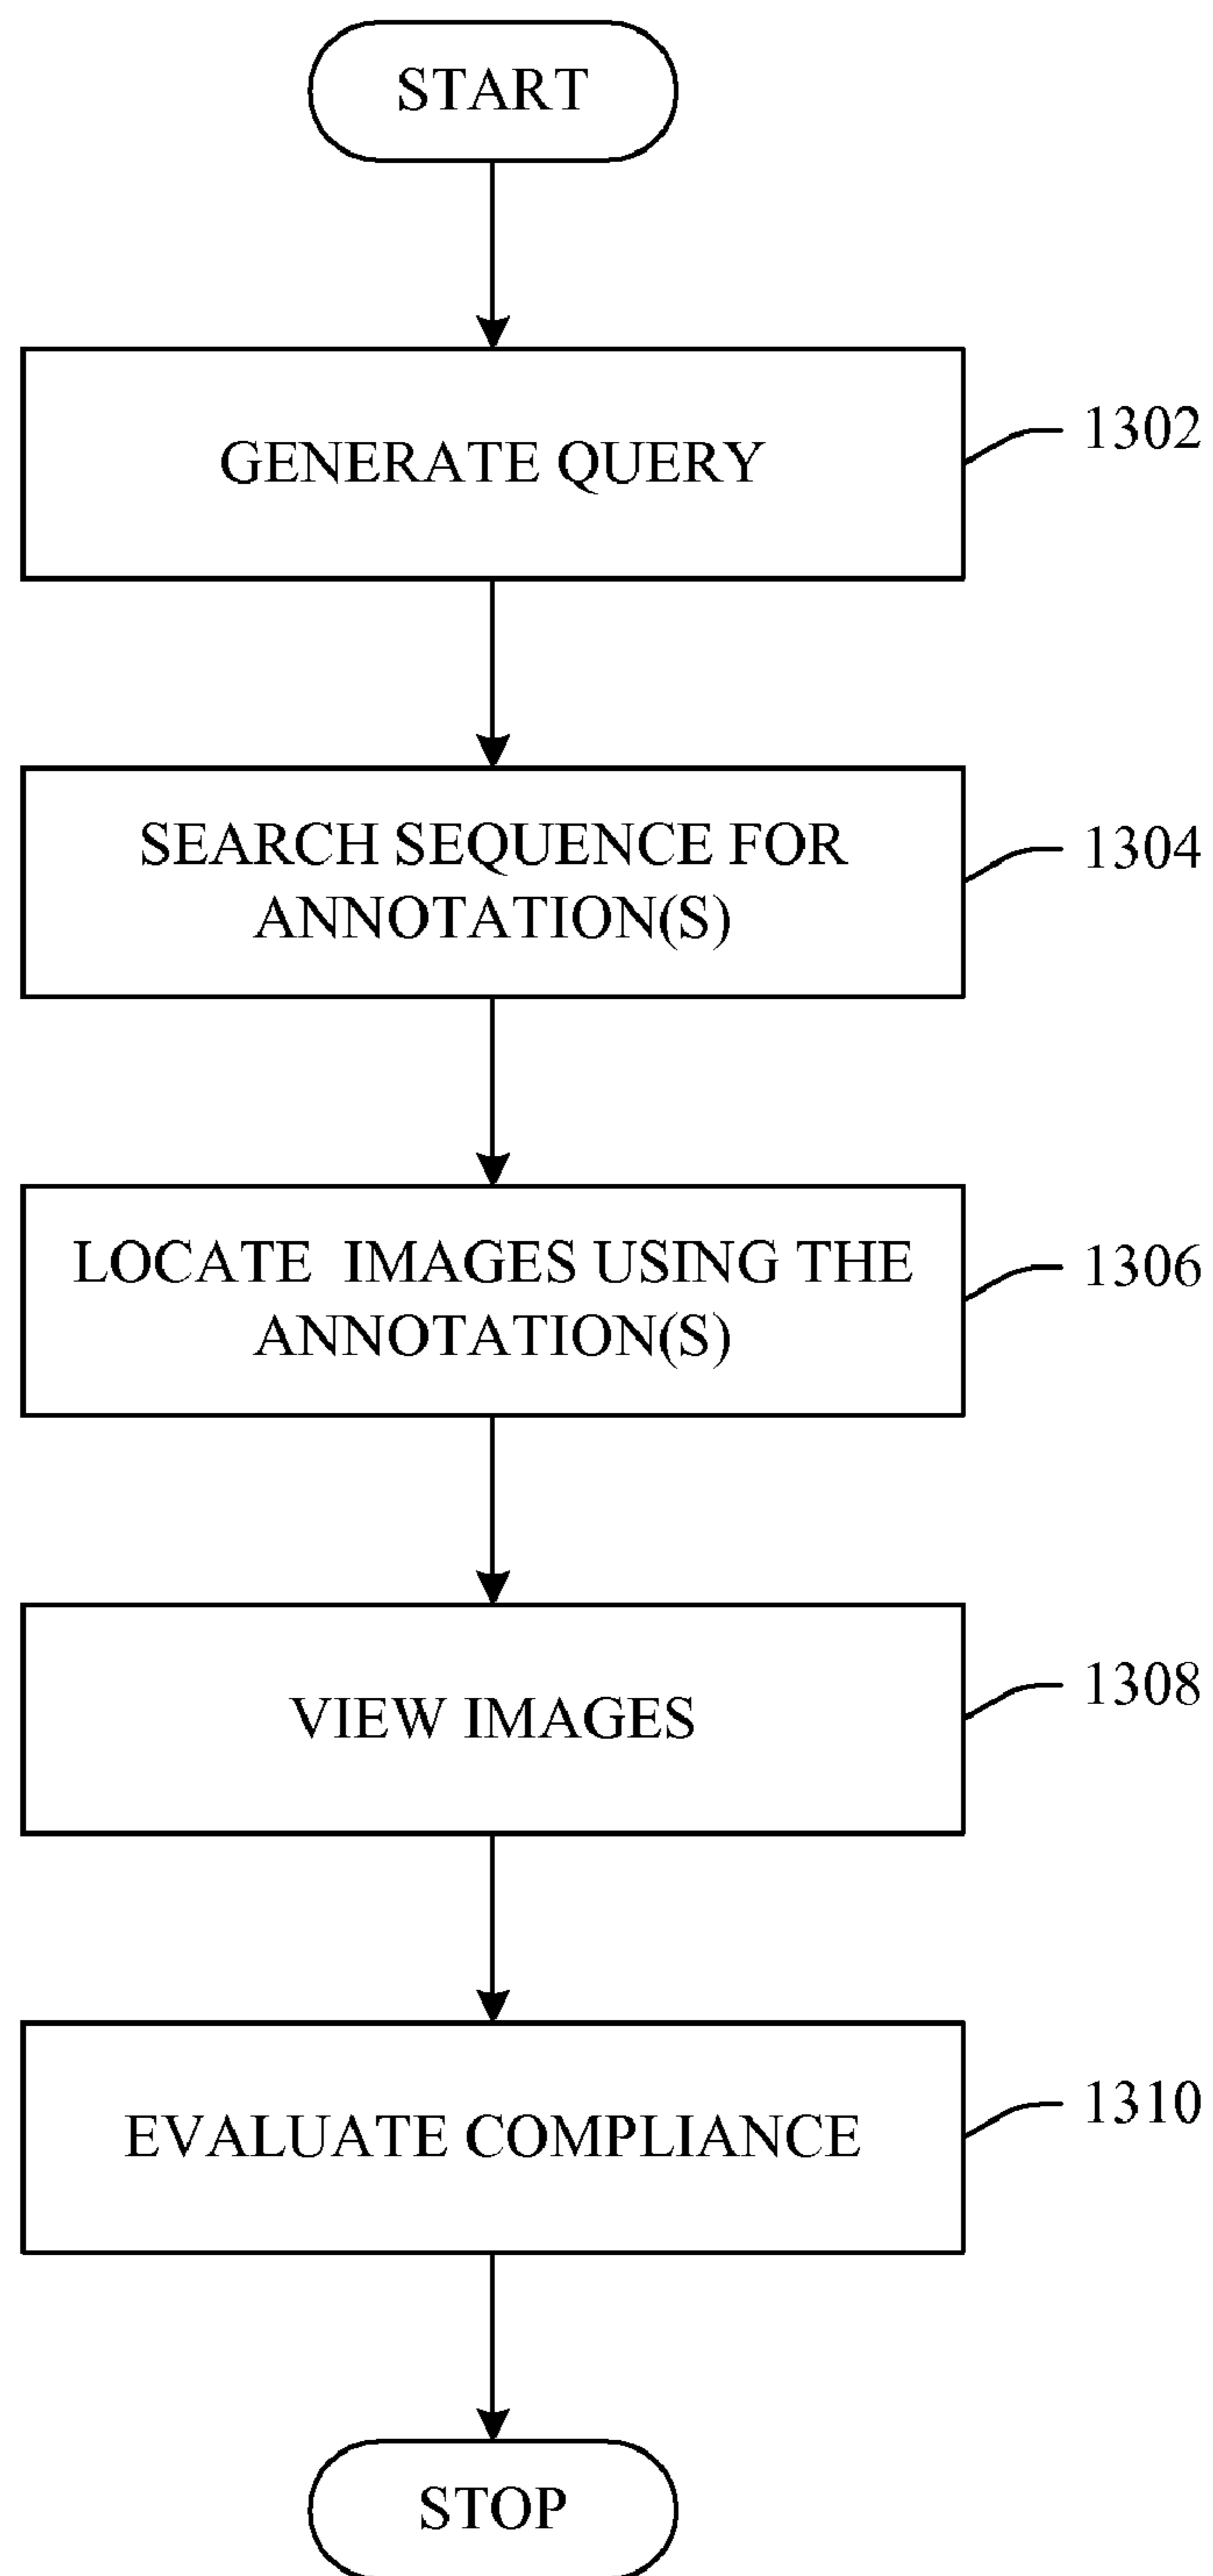 START
GENERATE QUERY
1302
SEARCH SEQUENCE FOR
ANNOTATION(S)
1304
LOCATE IMAGES USING THE
ANNOTATION(S)
1306
VIEW IMAGES
1308
EVALUATE COMPLIANCE
1310
STOP